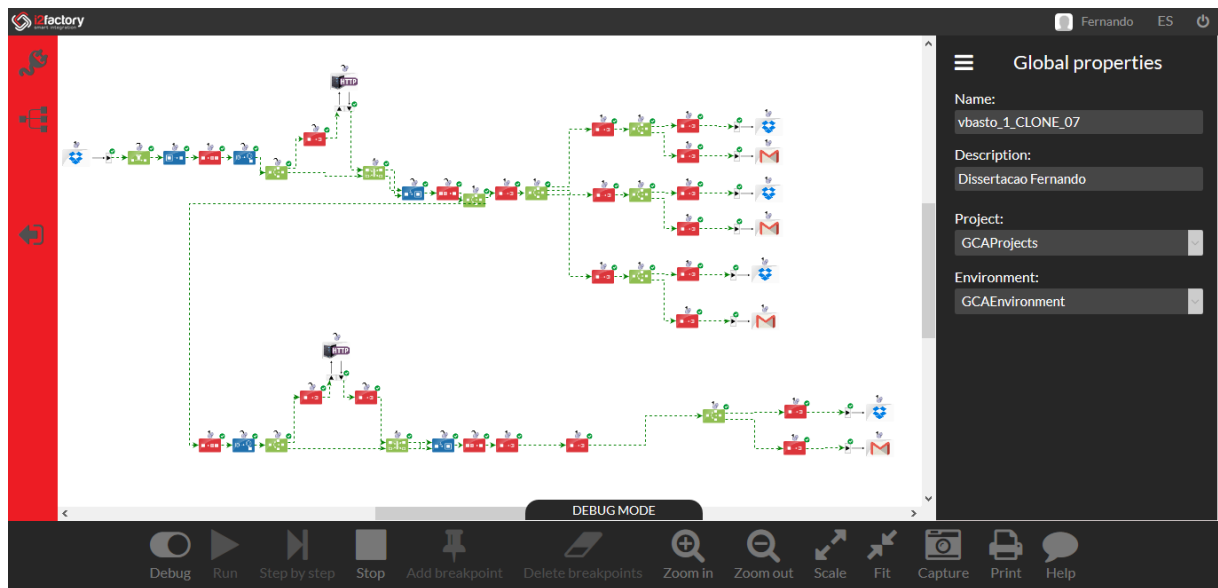 i2factory
smart integration
Fernando
ES
Global properties
Name:
vbasto_1_CLONE_07
Description:
Dissertacao Fernando
Project:
GCAProjects
Environment:
GCAEnvironment
HTTP
HTTP
DEBUG MODE
Debug
Run
Step by step
Stop
Add breakpoint
Delete breakpoints
Zoom in
Zoom out
Scale
Fit
Capture
Print
Help